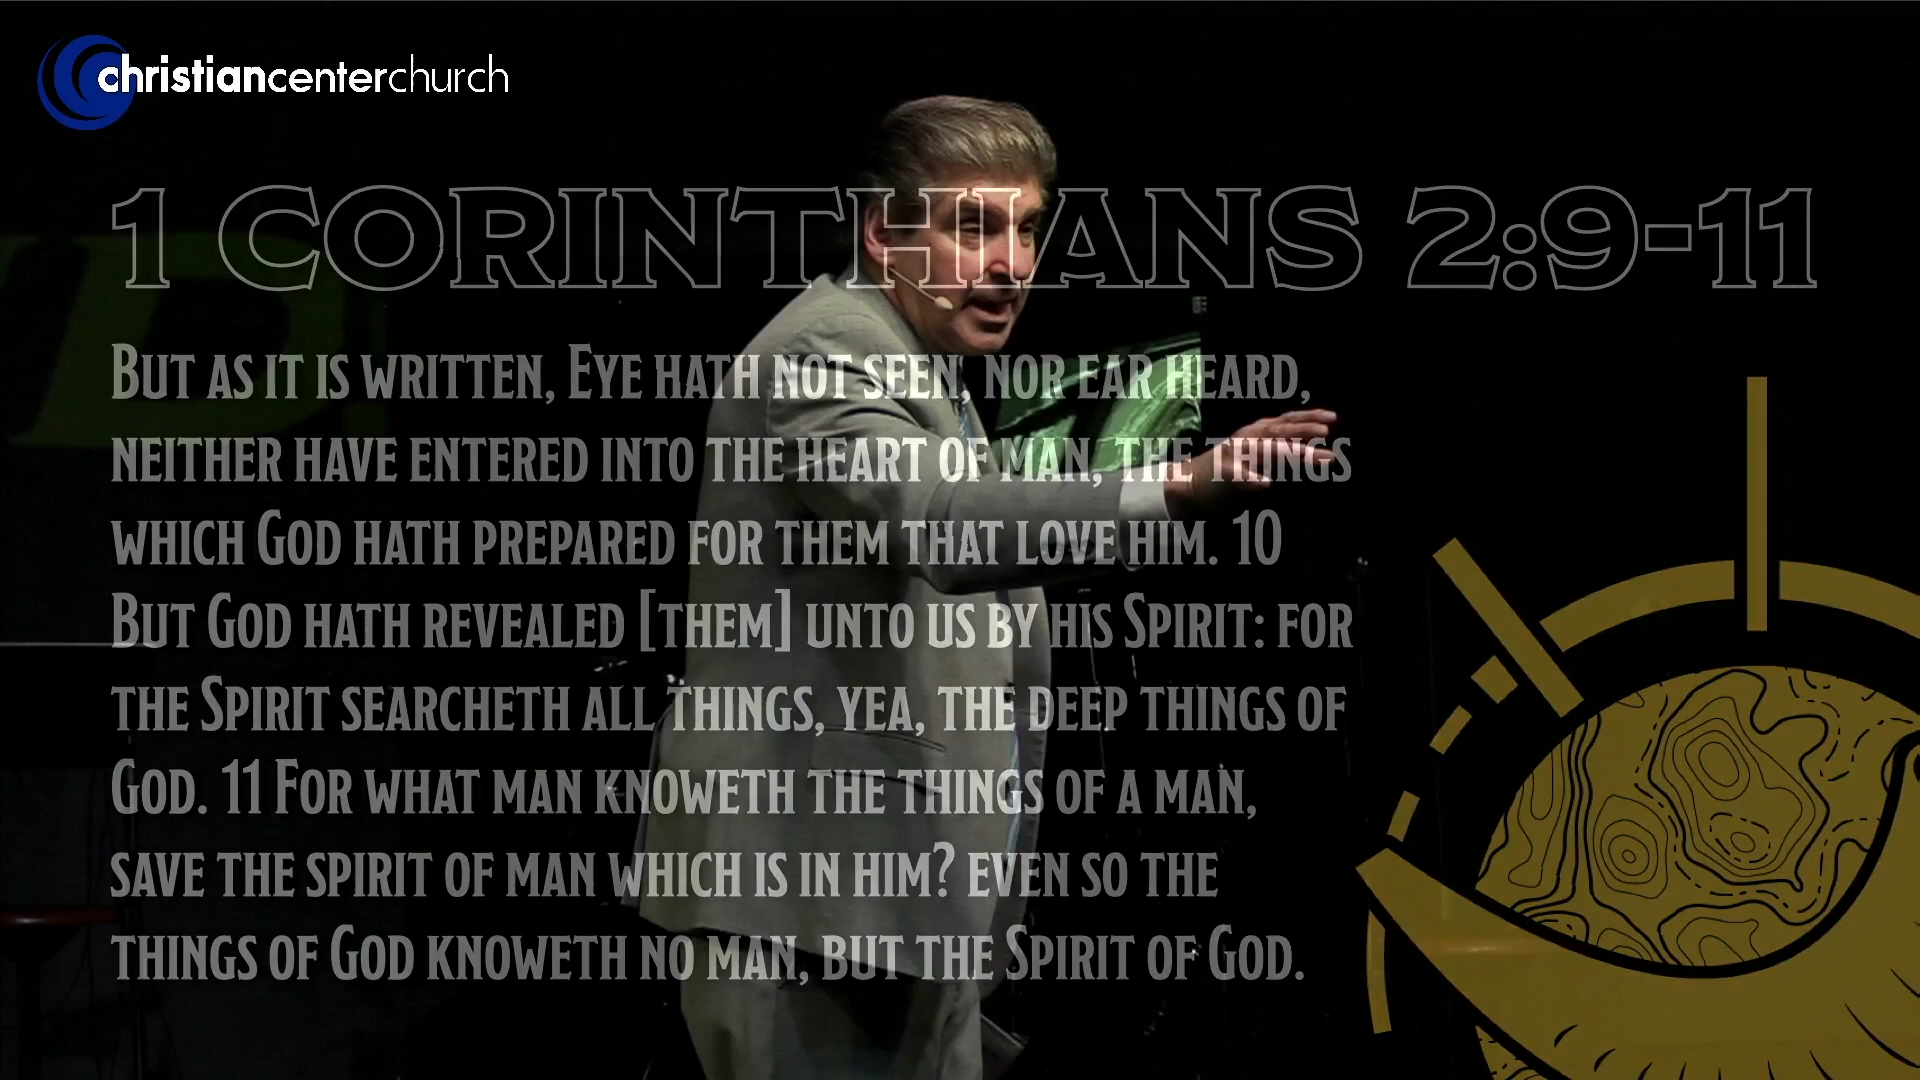 christiancenterchurch
1 CORINTHIANS 2:9-11
BUT AS IT IS WRITTEN, EYE HATH NOT SEEN, NOR EAR HEARD,
NEITHER HAVE ENTERED INTO THE HEART OF MAN, THE THINGS
WHICH GOD HATH PREPARED FOR THEM THAT LOVE HIM. 10
BUT GOD HATH REVEALED [THEM] UNTO US BY HIS SPIRIT: FOR
THE SPIRIT SEARCHETH ALL THINGS, YEA, THE DEEP THINGS OF
GOD. 11 FOR WHAT MAN KNOWETH THE THINGS OF A MAN,
SAVE THE SPIRIT OF MAN WHICH IS IN HIM? EVEN SO THE
THINGS OF GOD KNOWETH NO MAN, BUT THE SPIRIT OF GOD.